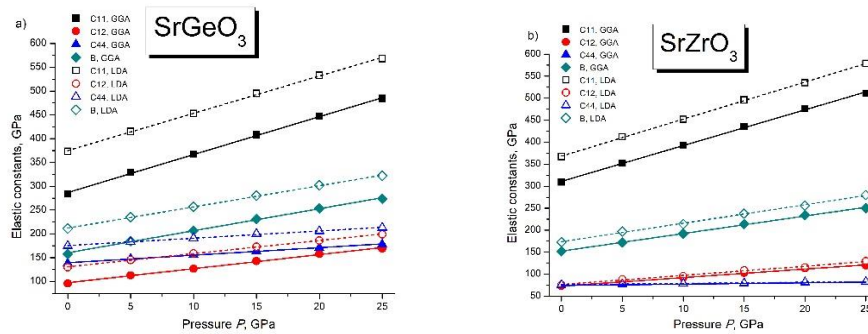 a)
C11, GGA
C12, GGA
C44, GGA
B, GGA
C11, LDA
C12, LDA
C44, LDA
B, LDA
SrGeO3
Elastic constants, GPa
600
550
500
450
400
350
300
250
200
150
100
0 5 10 15 20 25
Pressure P, GPa
b)
C11, GGA
C12, GGA
C44, GGA
B, GGA
C11, LDA
C12, LDA
C44, LDA
B, LDA
SrZrO3
Elastic constants, GPa
600
550
500
450
400
350
300
250
200
150
100
50
0 5 10 15 20 25
Pressure P, GPa